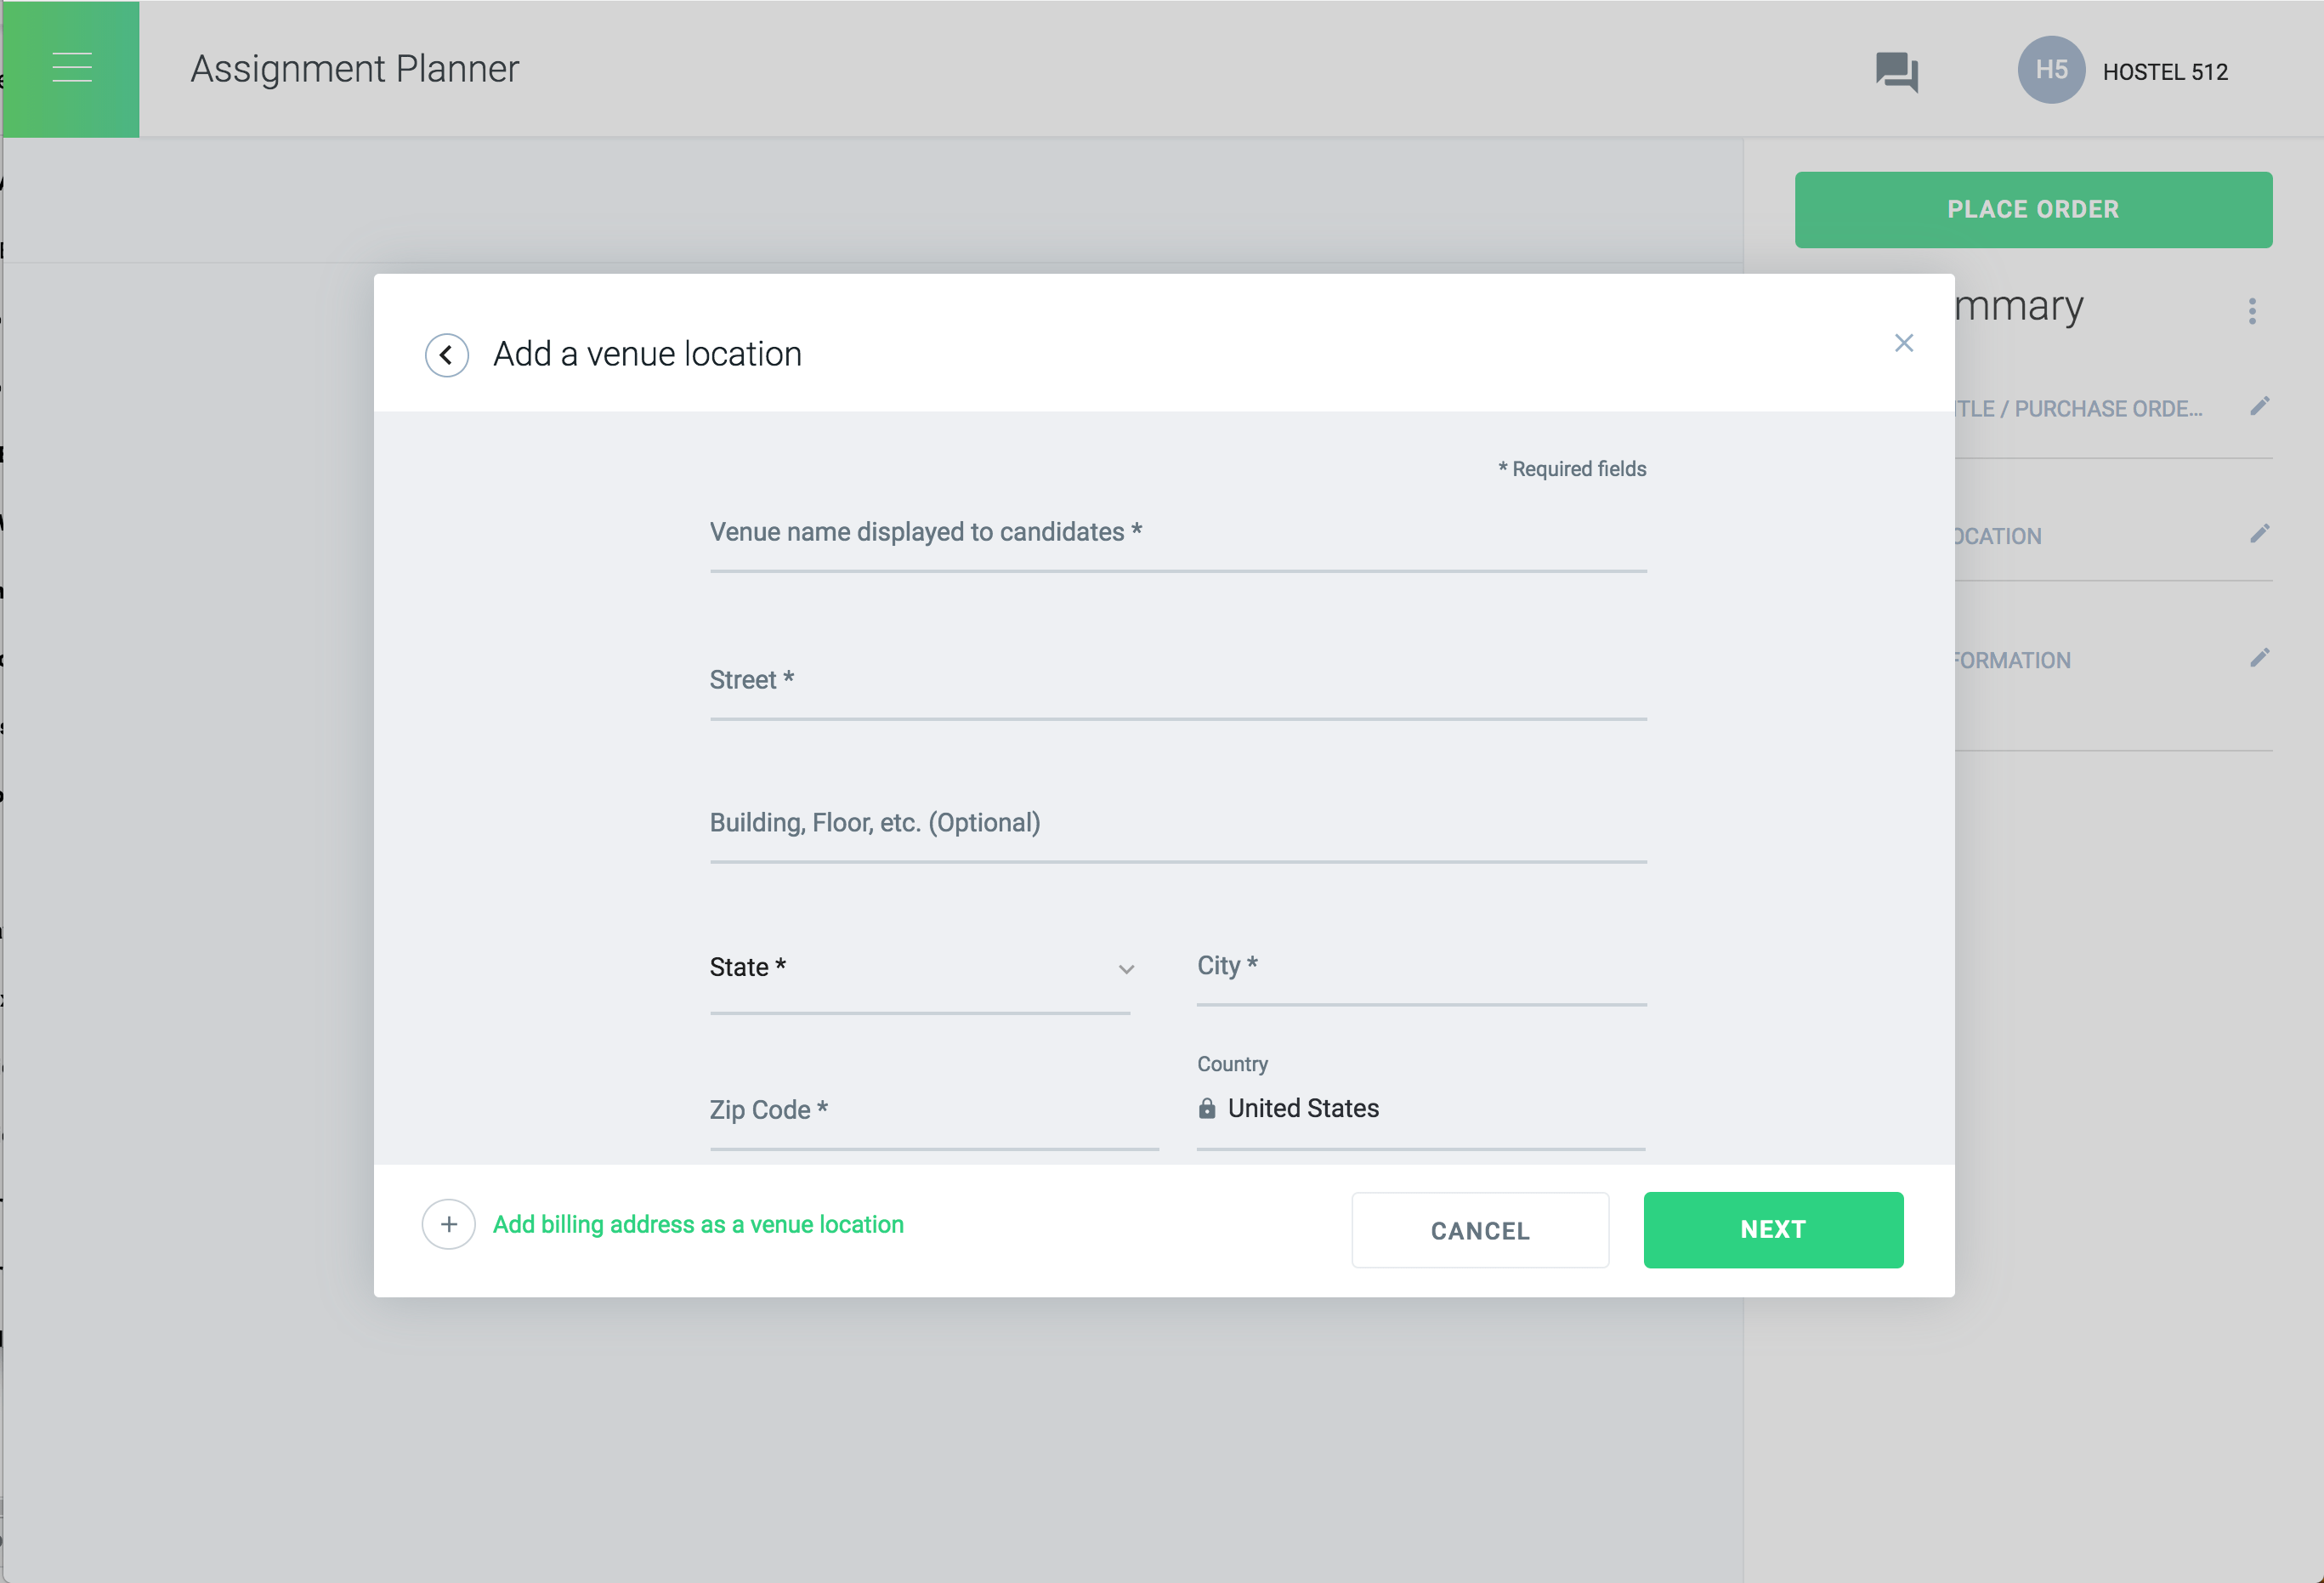 Assignment Planner
H5 HOSTEL 512
PLACE ORDER
mmary
TLE / PURCHASE ORDE...
OCATION
FORMATION
Add a venue location
* Required fields
Venue name displayed to candidates *
Street *
Building, Floor, etc. (Optional)
State *
City *
Country
Zip Code *
United States
Add billing address as a venue location
CANCEL
NEXT